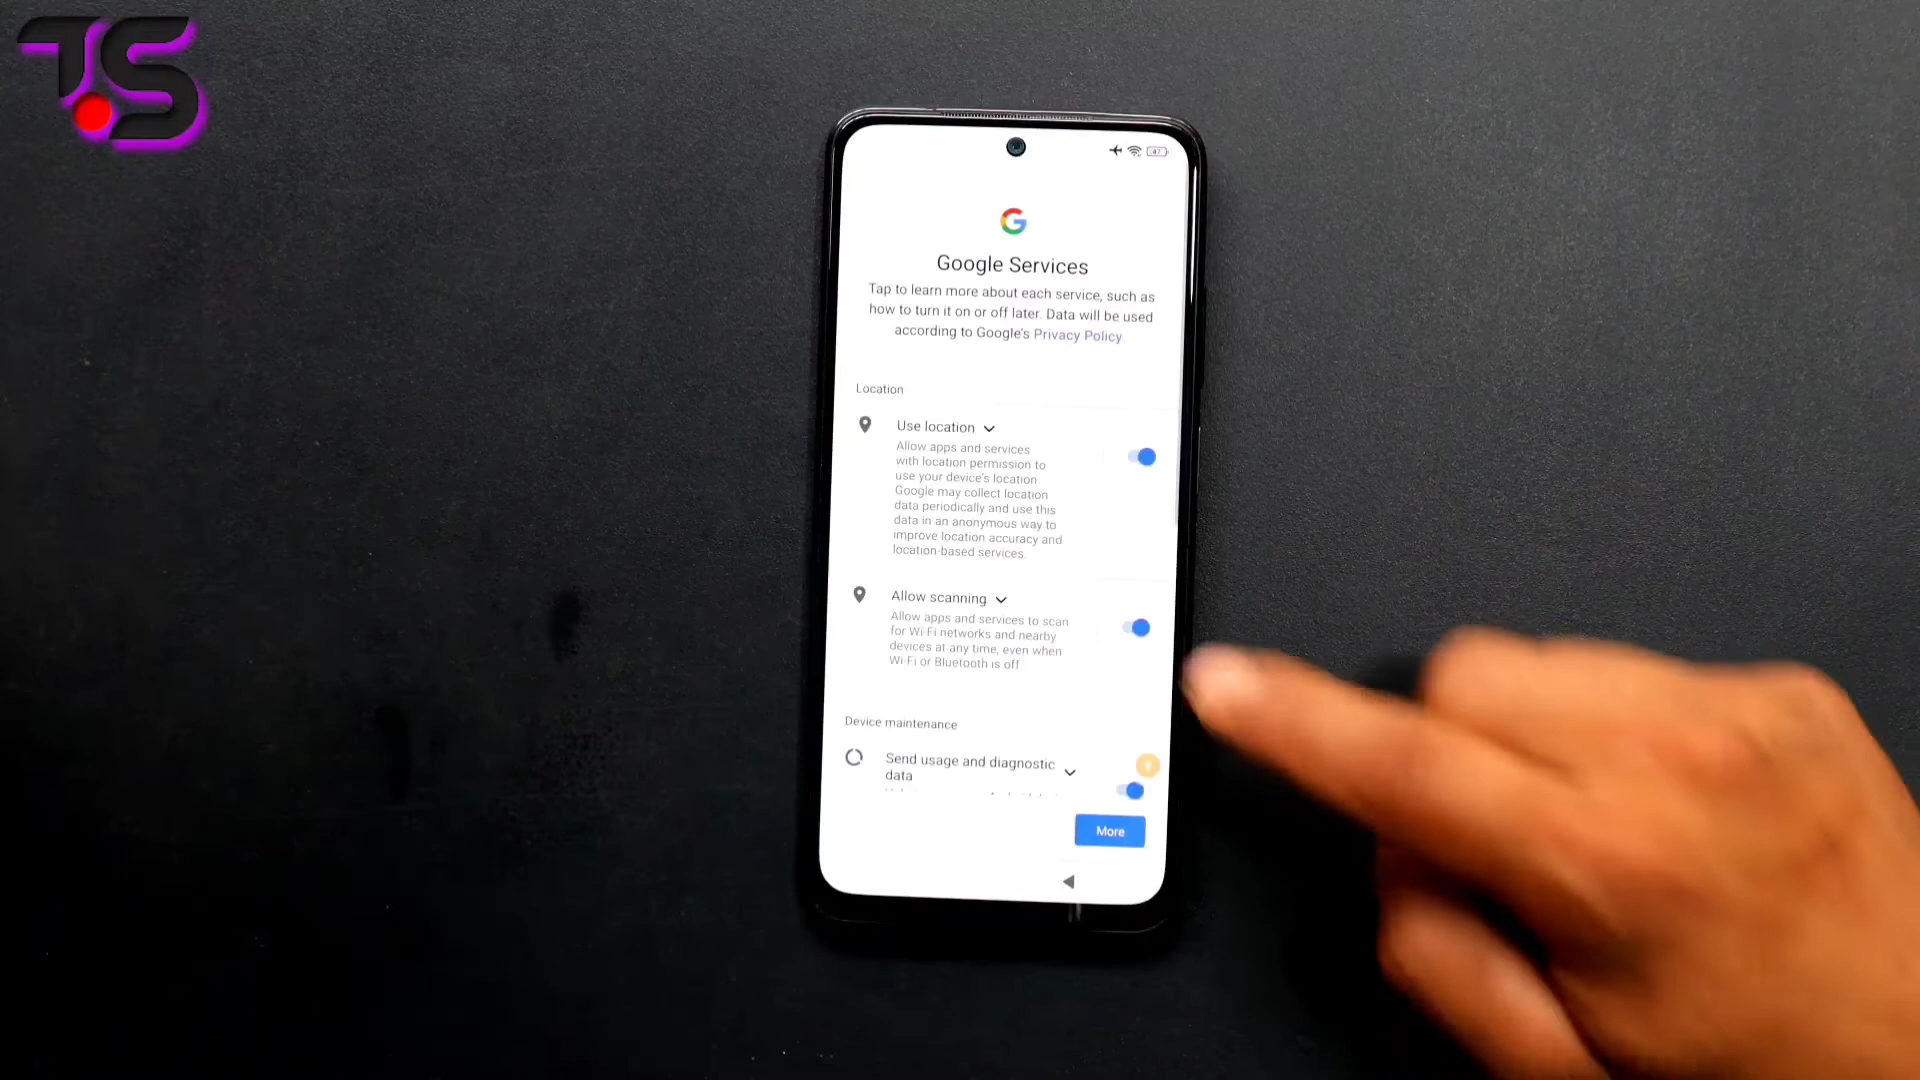 TS
47
Google Services
Tap to learn more about each service, such as
how to turn it on or off later. Data will be used
according to Google's Privacy Policy.
Location
Use location
Allow apps and services
with location permission to
use your device's location
Google may collect location
data periodically and use this
data in an anonymous way to
improve location accuracy and
location-based services.
Allow scanning
Allow apps and services to scan
for Wi-Fi networks and nearby
devices at any time, even when
Wi-Fi or Bluetooth is off
Device maintenance
Send usage and diagnostic
data
More